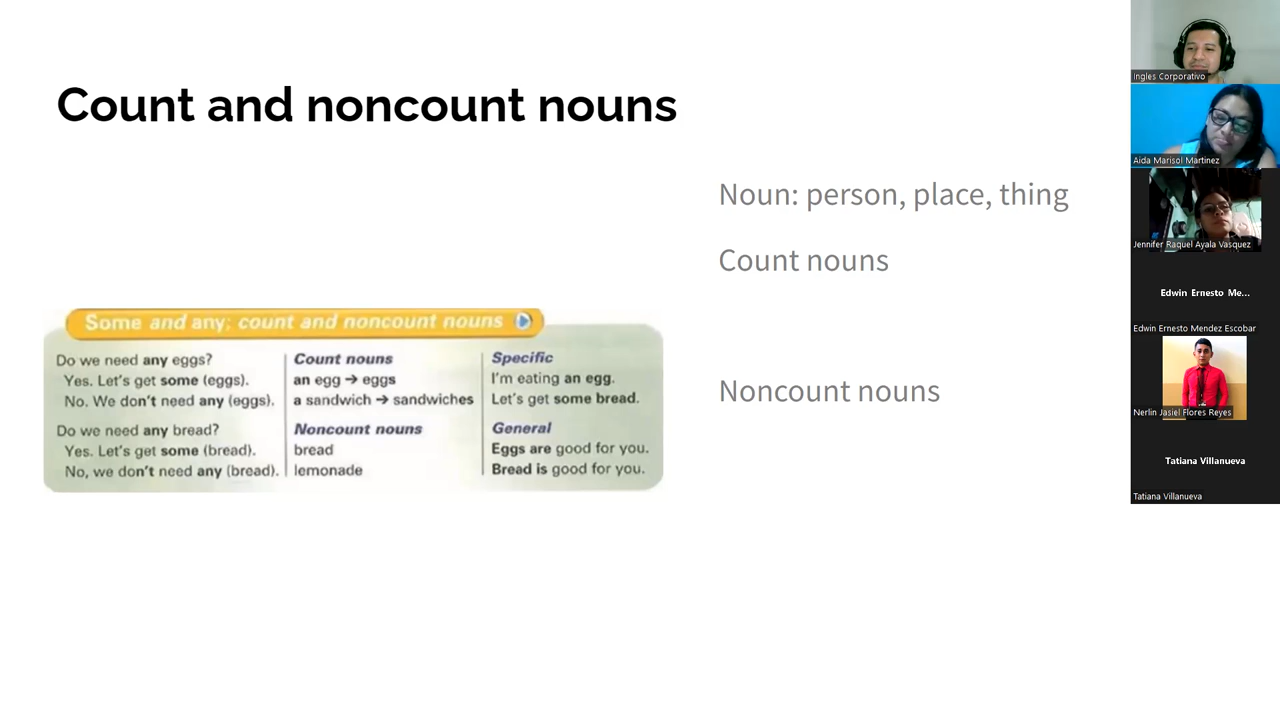 Count and noncount nouns
Noun: person, place, thing
Count nouns
Noncount nouns
Some and any; count and noncount nouns
Do we need any eggs?
Yes. Let's get some (eggs).
No. We don't need any (eggs).
Do we need any bread?
Yes. Let's get some (bread).
No, we don't need any (bread).
Count nouns
an egg → eggs
a sandwich → sandwiches
Noncount nouns
bread
lemonade
Specific
I'm eating an egg.
Let's get some bread.
General
Eggs are good for you.
Bread is good for you.
Ingles Corporativo
Aida Marisol Martinez
Jennifer Raquel Ayala Vasquez
Edwin Ernesto Me...
Edwin Ernesto Mendez Escobar
Nerlin Jasiel Flores Reyes
Tatiana Villanueva
Tatiana Villanueva